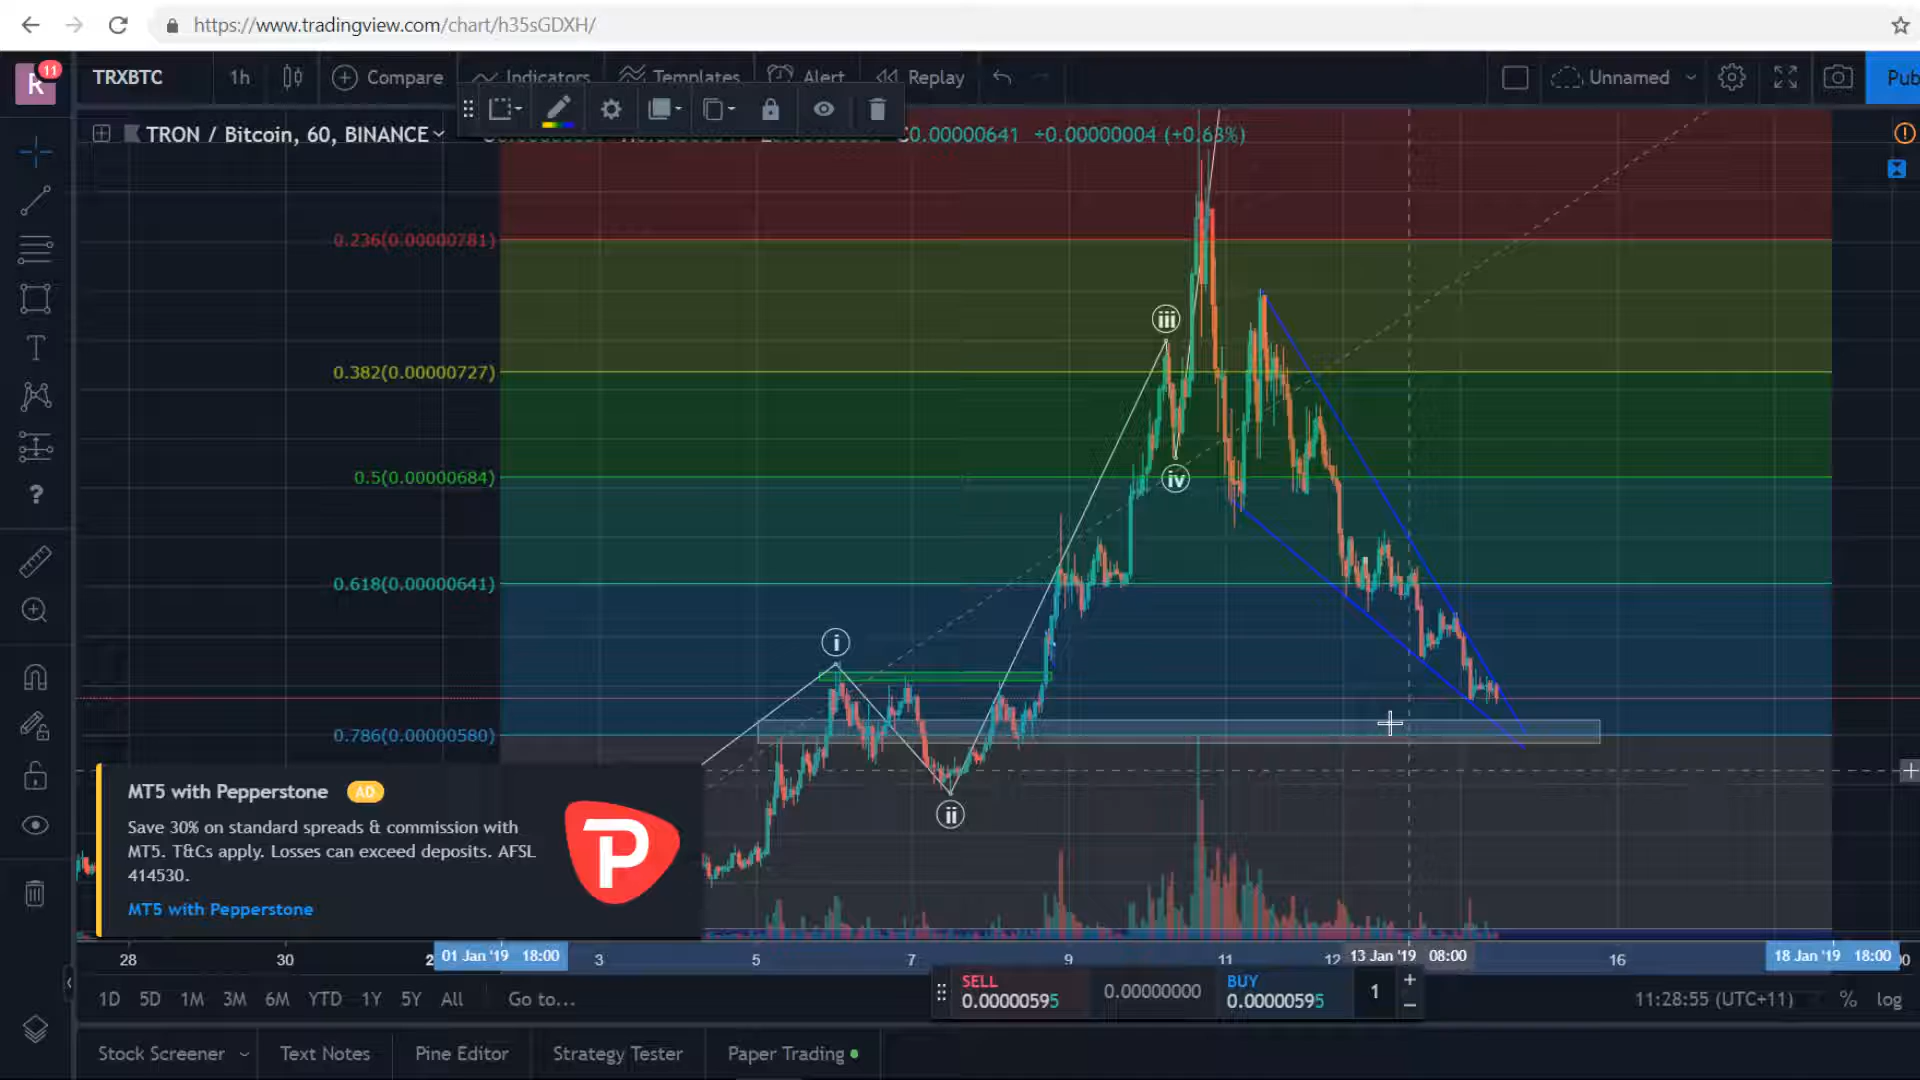 https://www.tradingview.com/chart/h35sGDXH/
R
11
TRXBTC
1h
Compare
Indicators
Templates
Alert
Replay
Unnamed
Pub
TRON / Bitcoin, 60, BINANCE
0.00000641 +0.00000004 (+0.63%)
0.236(0.00000781)
iii
0.382(0.00000727)
0.5(0.00000684)
iv
0.618(0.00000641)
i
0.786(0.00000580)
ii
MT5 with Pepperstone AD
Save 30% on standard spreads & commission with
MT5. T&Cs apply. Losses can exceed deposits. AFSL
414530.
MT5 with Pepperstone
P
28 30 2 01 Jan '19 18:00 3 5 7 9 11 12 13 Jan '19 08:00 16 18 Jan '19 18:00
1D 5D 1M 3M 6M YTD 1Y 5Y All Go to...
SELL
0.00000595
0.00000000
BUY
0.00000595
1
11:28:55 (UTC+11) % log
Stock Screener Text Notes Pine Editor Strategy Tester Paper Trading